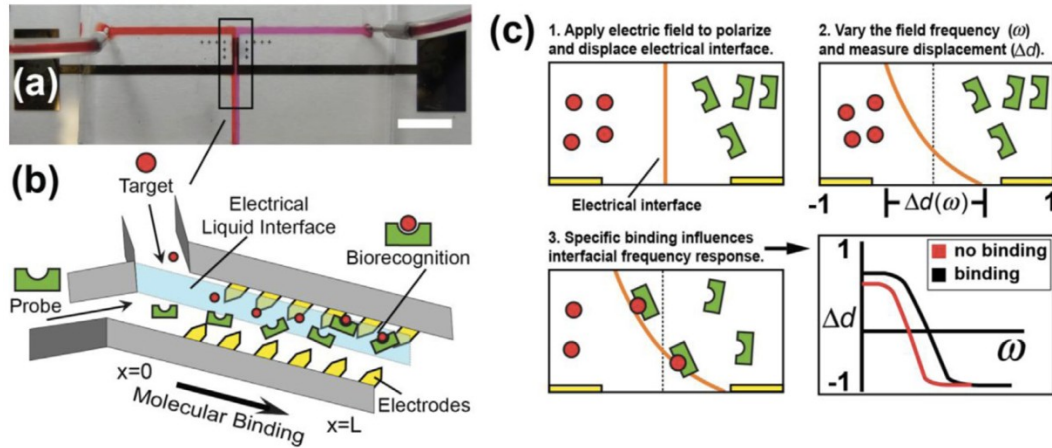 (a)
(b)
Target
Electrical
Liquid Interface
Biorecognition
Probe
x=0
Molecular Binding
x=L
Electrodes
(c)
1. Apply electric field to polarize
and displace electrical interface.
Electrical interface
2. Vary the field frequency (ω)
and measure displacement (Δd).
-1
Δd(ω)
1
3. Specific binding influences
interfacial frequency response.
1
no binding
binding
Δd
ω
-1